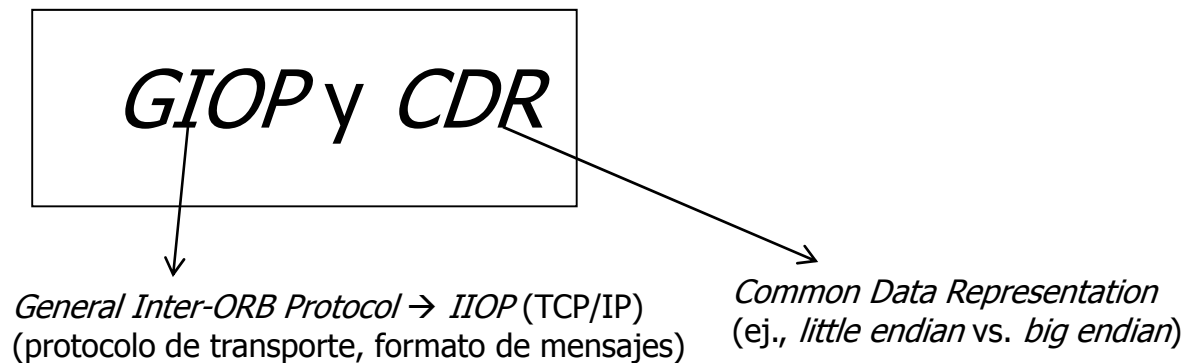 GIOP y CDR
General Inter-ORB Protocol → IIOP (TCP/IP)
(protocolo de transporte, formato de mensajes)
Common Data Representation
(ej., little endian vs. big endian)